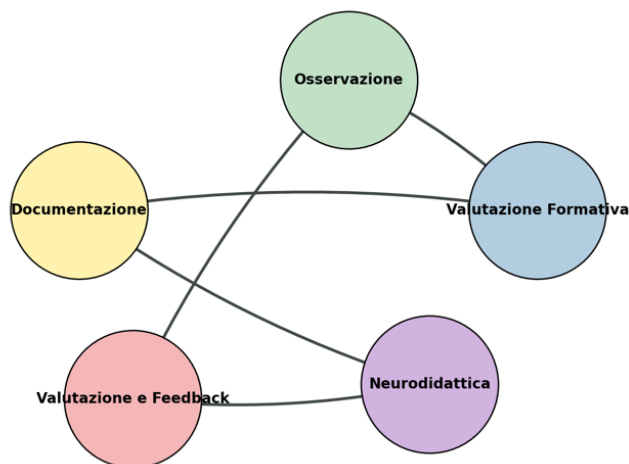 Osservazione
Documentazione
Valutazione Formativa
Neurodidattica
Valutazione e Feedback